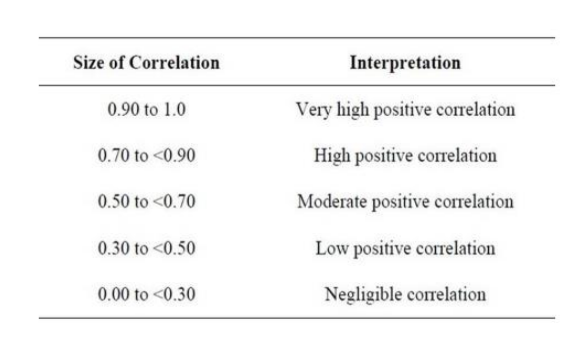 Size of Correlation Interpretation
0.90 to 1.0 Very high positive correlation
0.70 to <0.90 High positive correlation
0.50 to <0.70 Moderate positive correlation
0.30 to <0.50 Low positive correlation
0.00 to <0.30 Negligible correlation